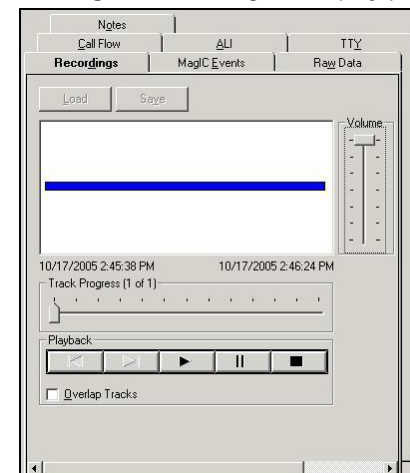 Notes
Call Flow ALI TTY
Recordings MagIC Events Raw Data
Load Save
Volume
10/17/2005 2:45:38 PM 10/17/2005 2:46:24 PM
Track Progress (1 of 1)
Playback
Overlap Tracks